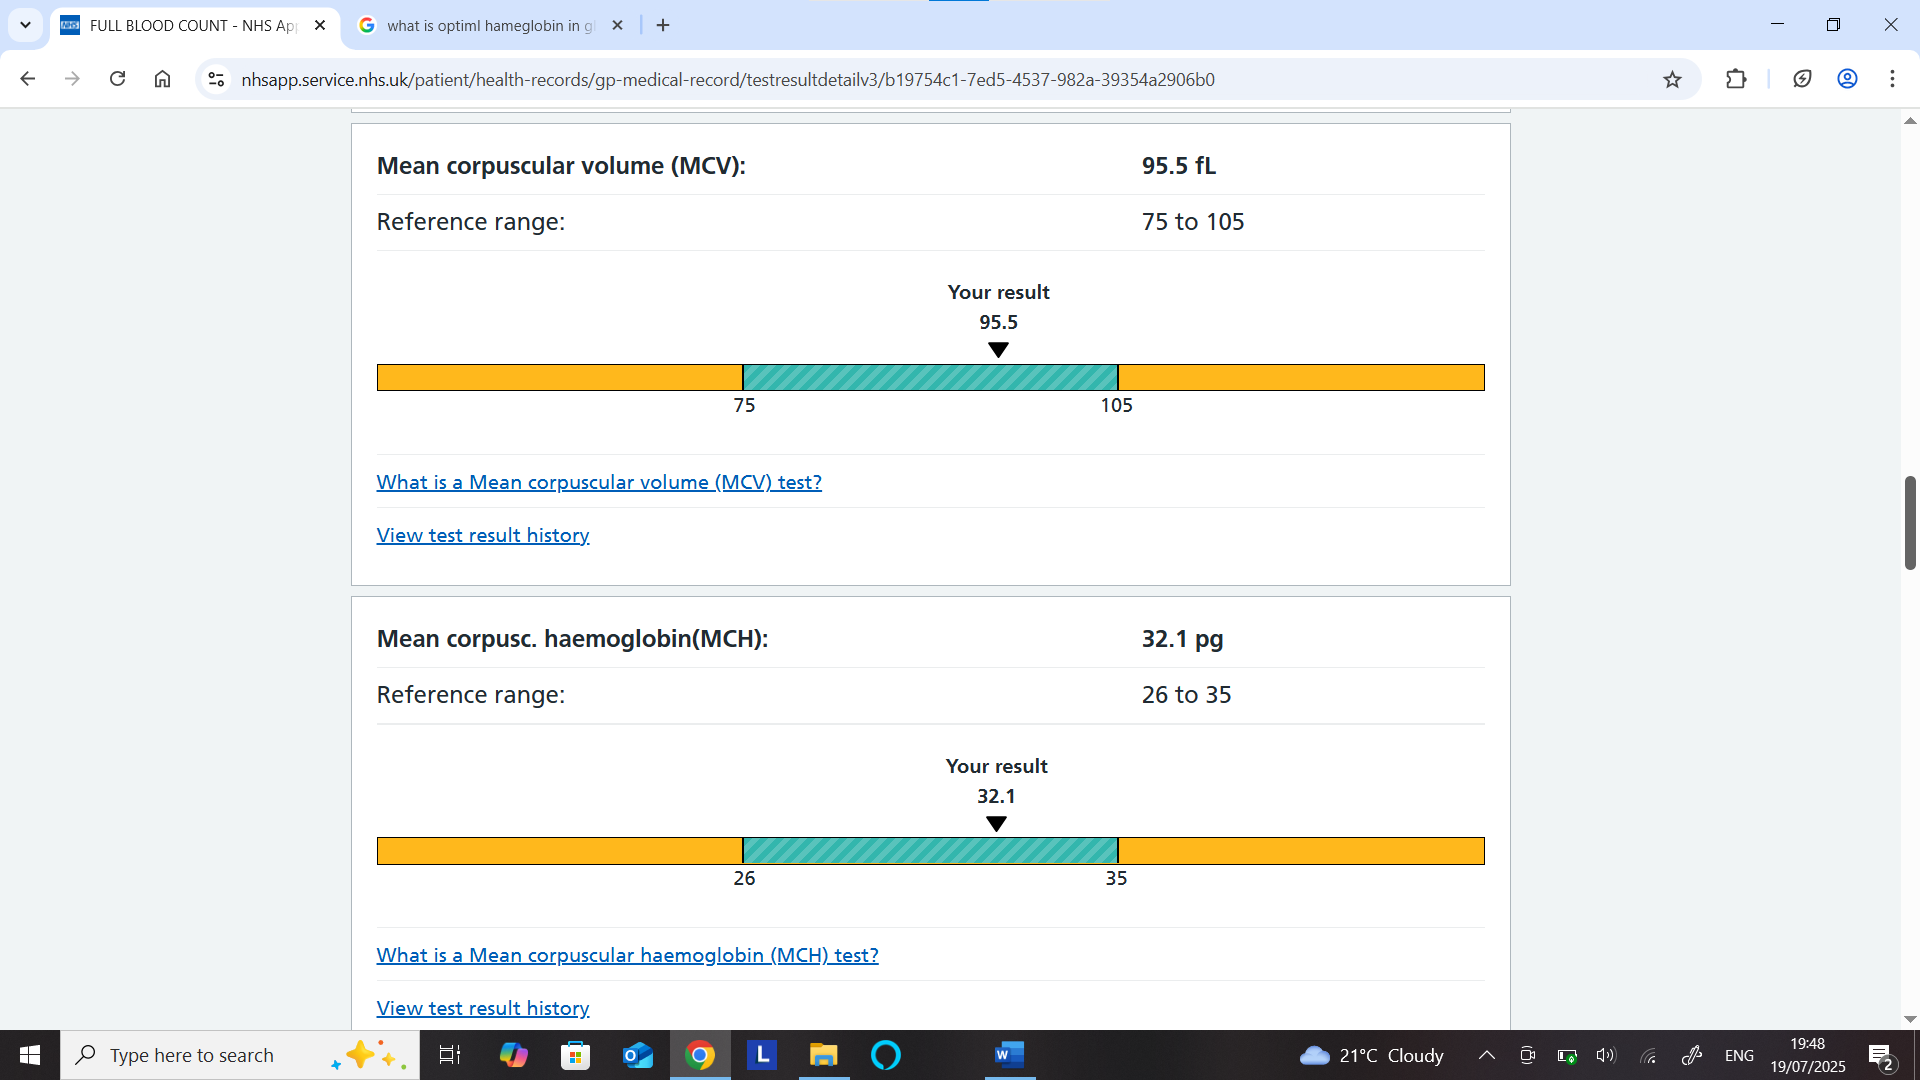 FULL BLOOD COUNT - NHS Ap
what is optiml hameglobin in g
nhsapp.service.nhs.uk/patient/health-records/gp-medical-record/testresultdetailv3/b19754c1-7ed5-4537-982a-39354a2906b0
Mean corpuscular volume (MCV): 95.5 fL
Reference range: 75 to 105
Your result
95.5
75 105
What is a Mean corpuscular volume (MCV) test?
View test result history
Mean corpusc. haemoglobin(MCH): 32.1 pg
Reference range: 26 to 35
Your result
32.1
26 35
What is a Mean corpuscular haemoglobin (MCH) test?
View test result history
Type here to search
21°C Cloudy
ENG
19:48
19/07/2025
2